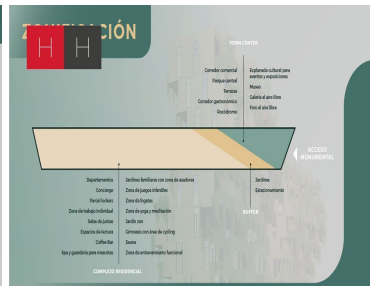 ZONIFICACIÓN
H H
TOWN CENTER
Corredor comercial
Parque central
Terrazas
Corredor gastronómico
Rocódromo
Explanada cultural para
eventos y exposiciones
Museo
Galería al aire libre
Foro al aire libre
ACCESO
MONUMENTAL
Departamentos
Concierge
Parcel lockers
Zona de trabajo individual
Salas de juntas
Espacios de lectura
Coffee Bar
Spa y guardería para mascotas
Jardines familiares con zona de asadores
Zona de juegos infantiles
Zona de fogatas
Zona de yoga y meditación
Jardín zen
Gimnasio con área de cycling
Sauna
Zona de entrenamiento funcional
COMPLEJO RESIDENCIAL
Jardines
Estacionamiento
BUFFER